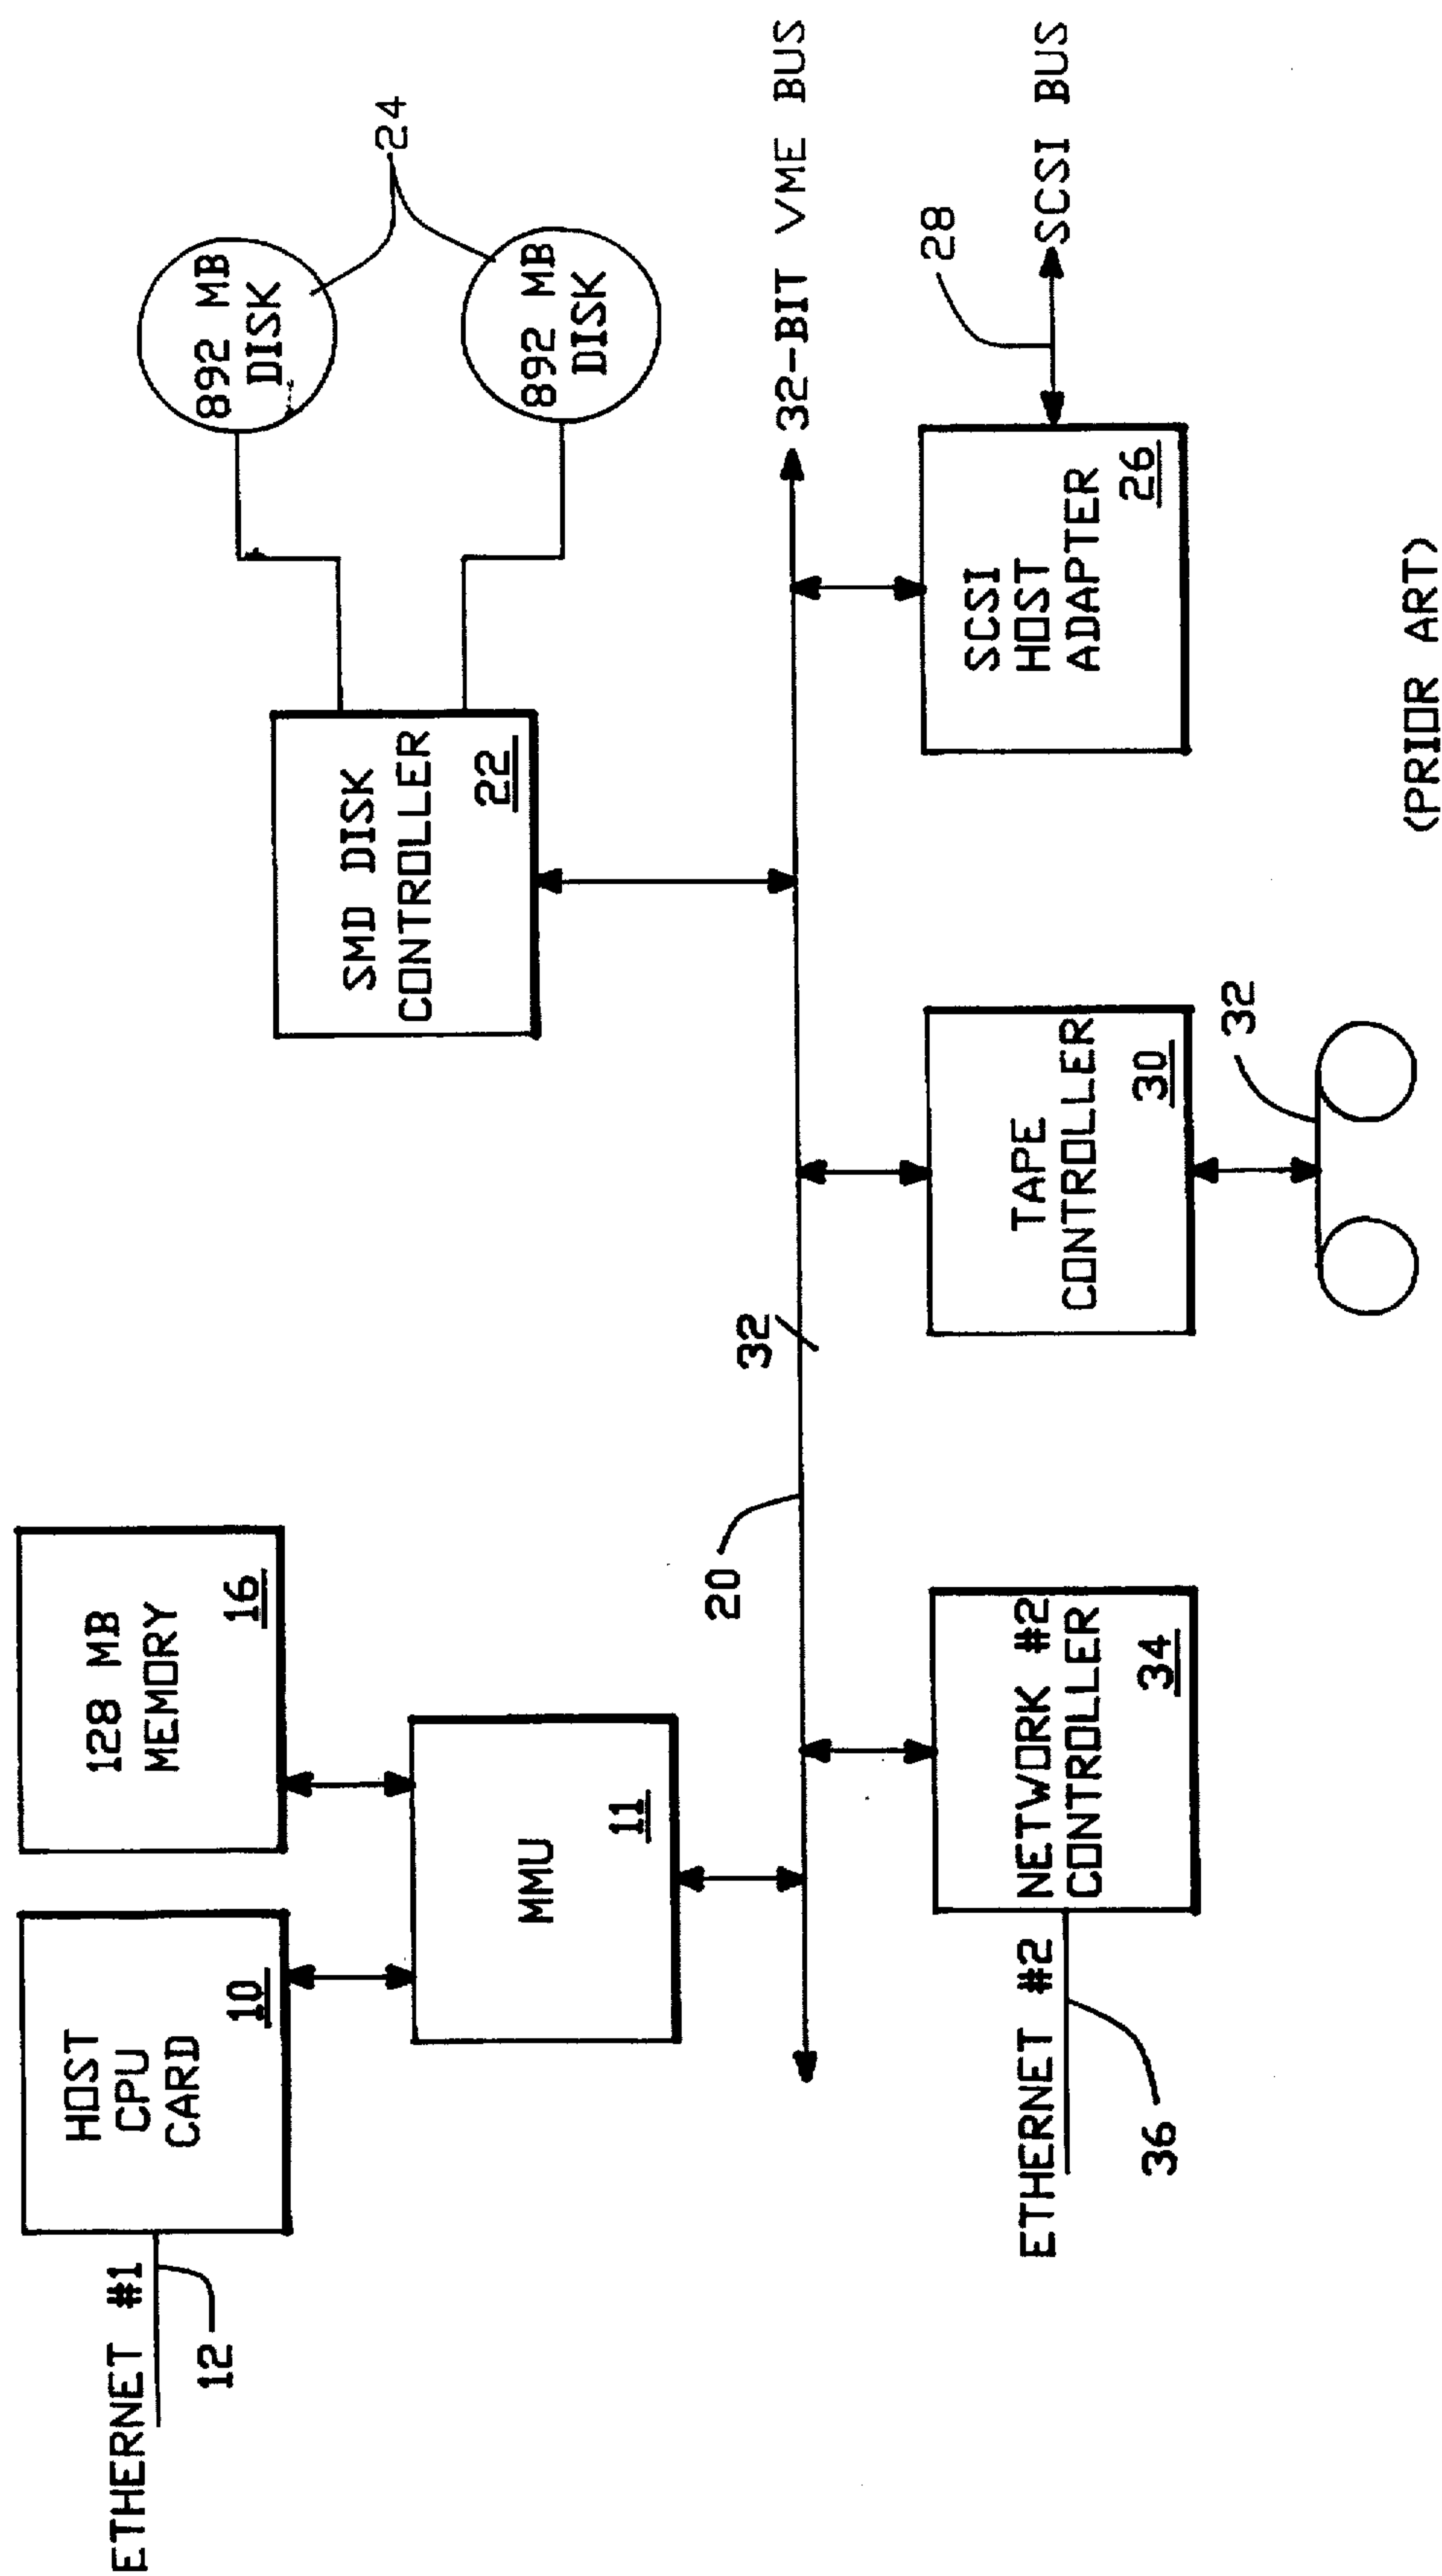 ETHERNET #1
12
HOST
CPU
CARD
10
128 MB
MEMORY
16
MMU
11
SMD DISK
CONTROLLER
22
892 MB
DISK
892 MB
DISK
24
20
32
32-BIT VME BUS
ETHERNET #2
36
NETWORK #2
CONTROLLER
34
TAPE
CONTROLLER
30
32
SCSI
HOST
ADAPTER
26
28
SCSI BUS
(PRIOR ART)